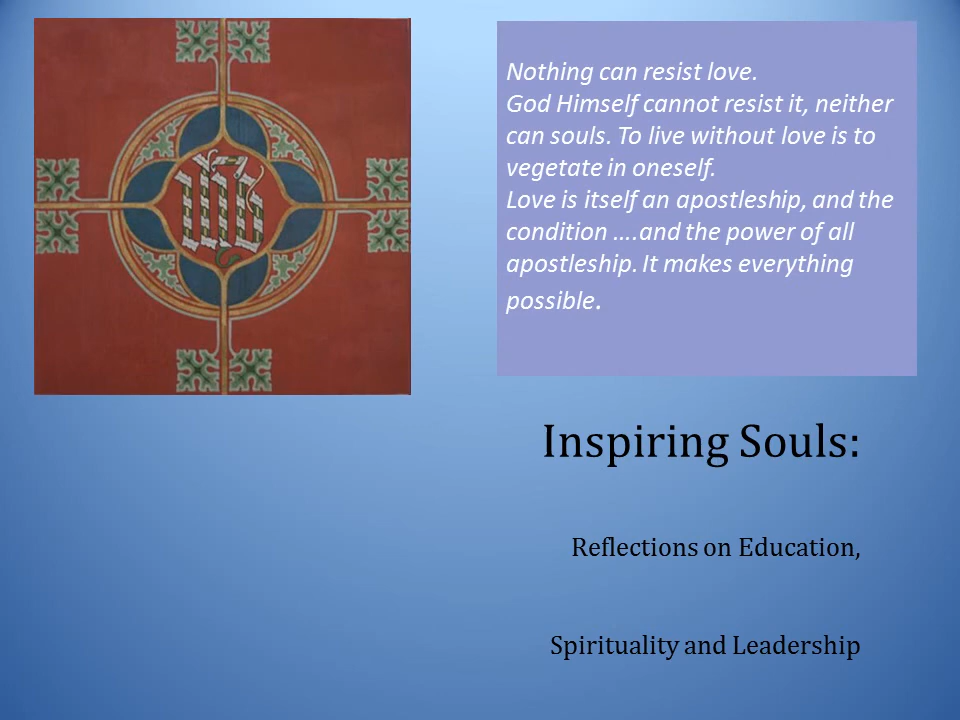 Nothing can resist love.
God Himself cannot resist it, neither
can souls. To live without love is to
vegetate in oneself.
Love is itself an apostleship, and the
condition ....and the power of all
apostleship. It makes everything
possible.
Inspiring Souls:
Reflections on Education,
Spirituality and Leadership